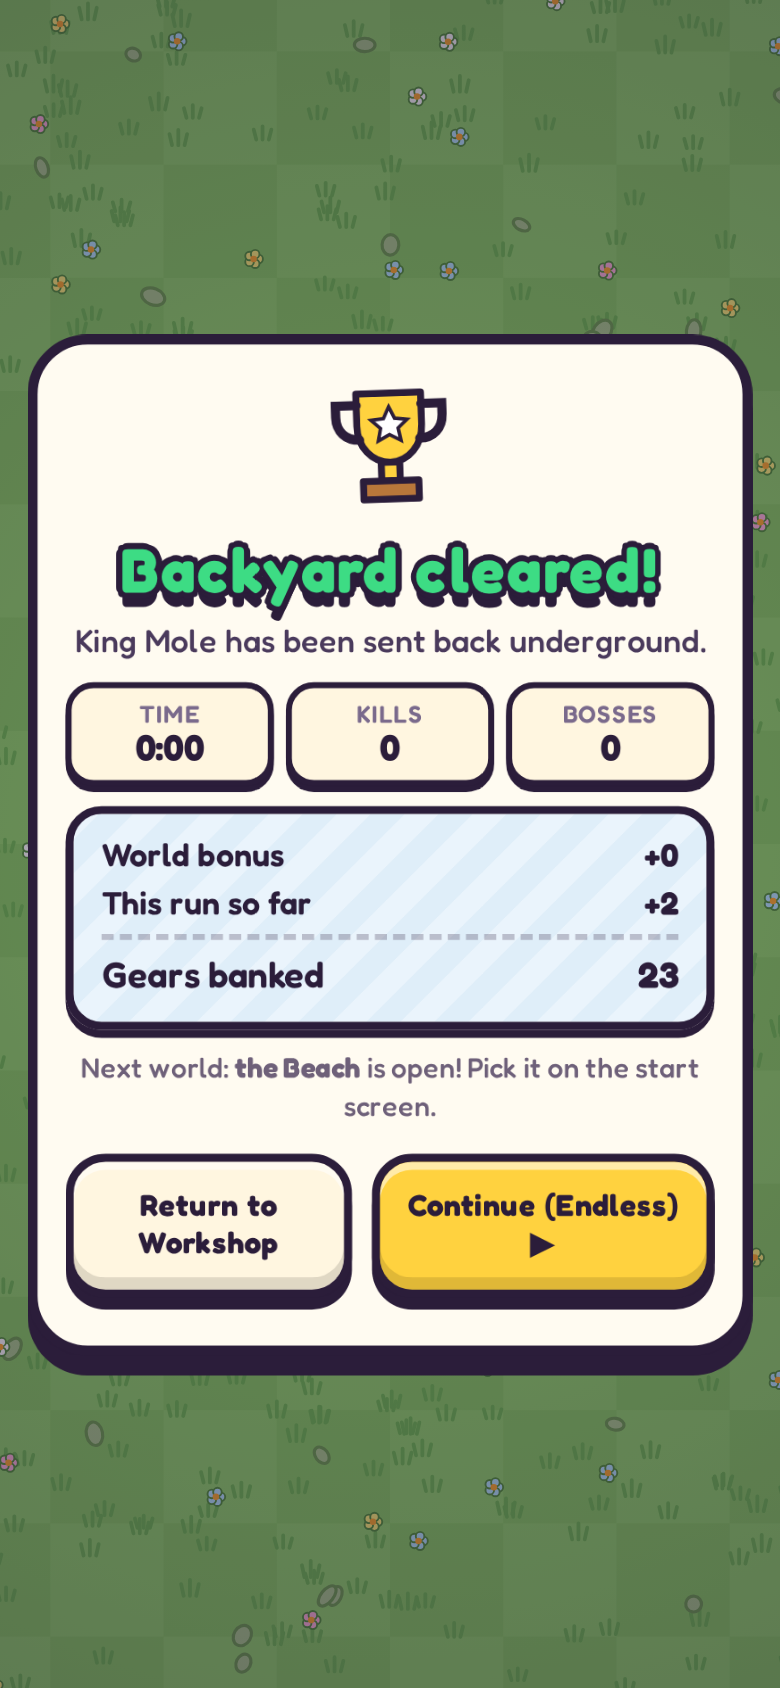 Backyard cleared!
King Mole has been sent back underground.
TIME
0:00
KILLS
0
BOSSES
0
World bonus +0
This run so far +2
Gears banked 23
Next world: the Beach is open! Pick it on the start
screen.
Return to
Workshop
Continue (Endless)
▶